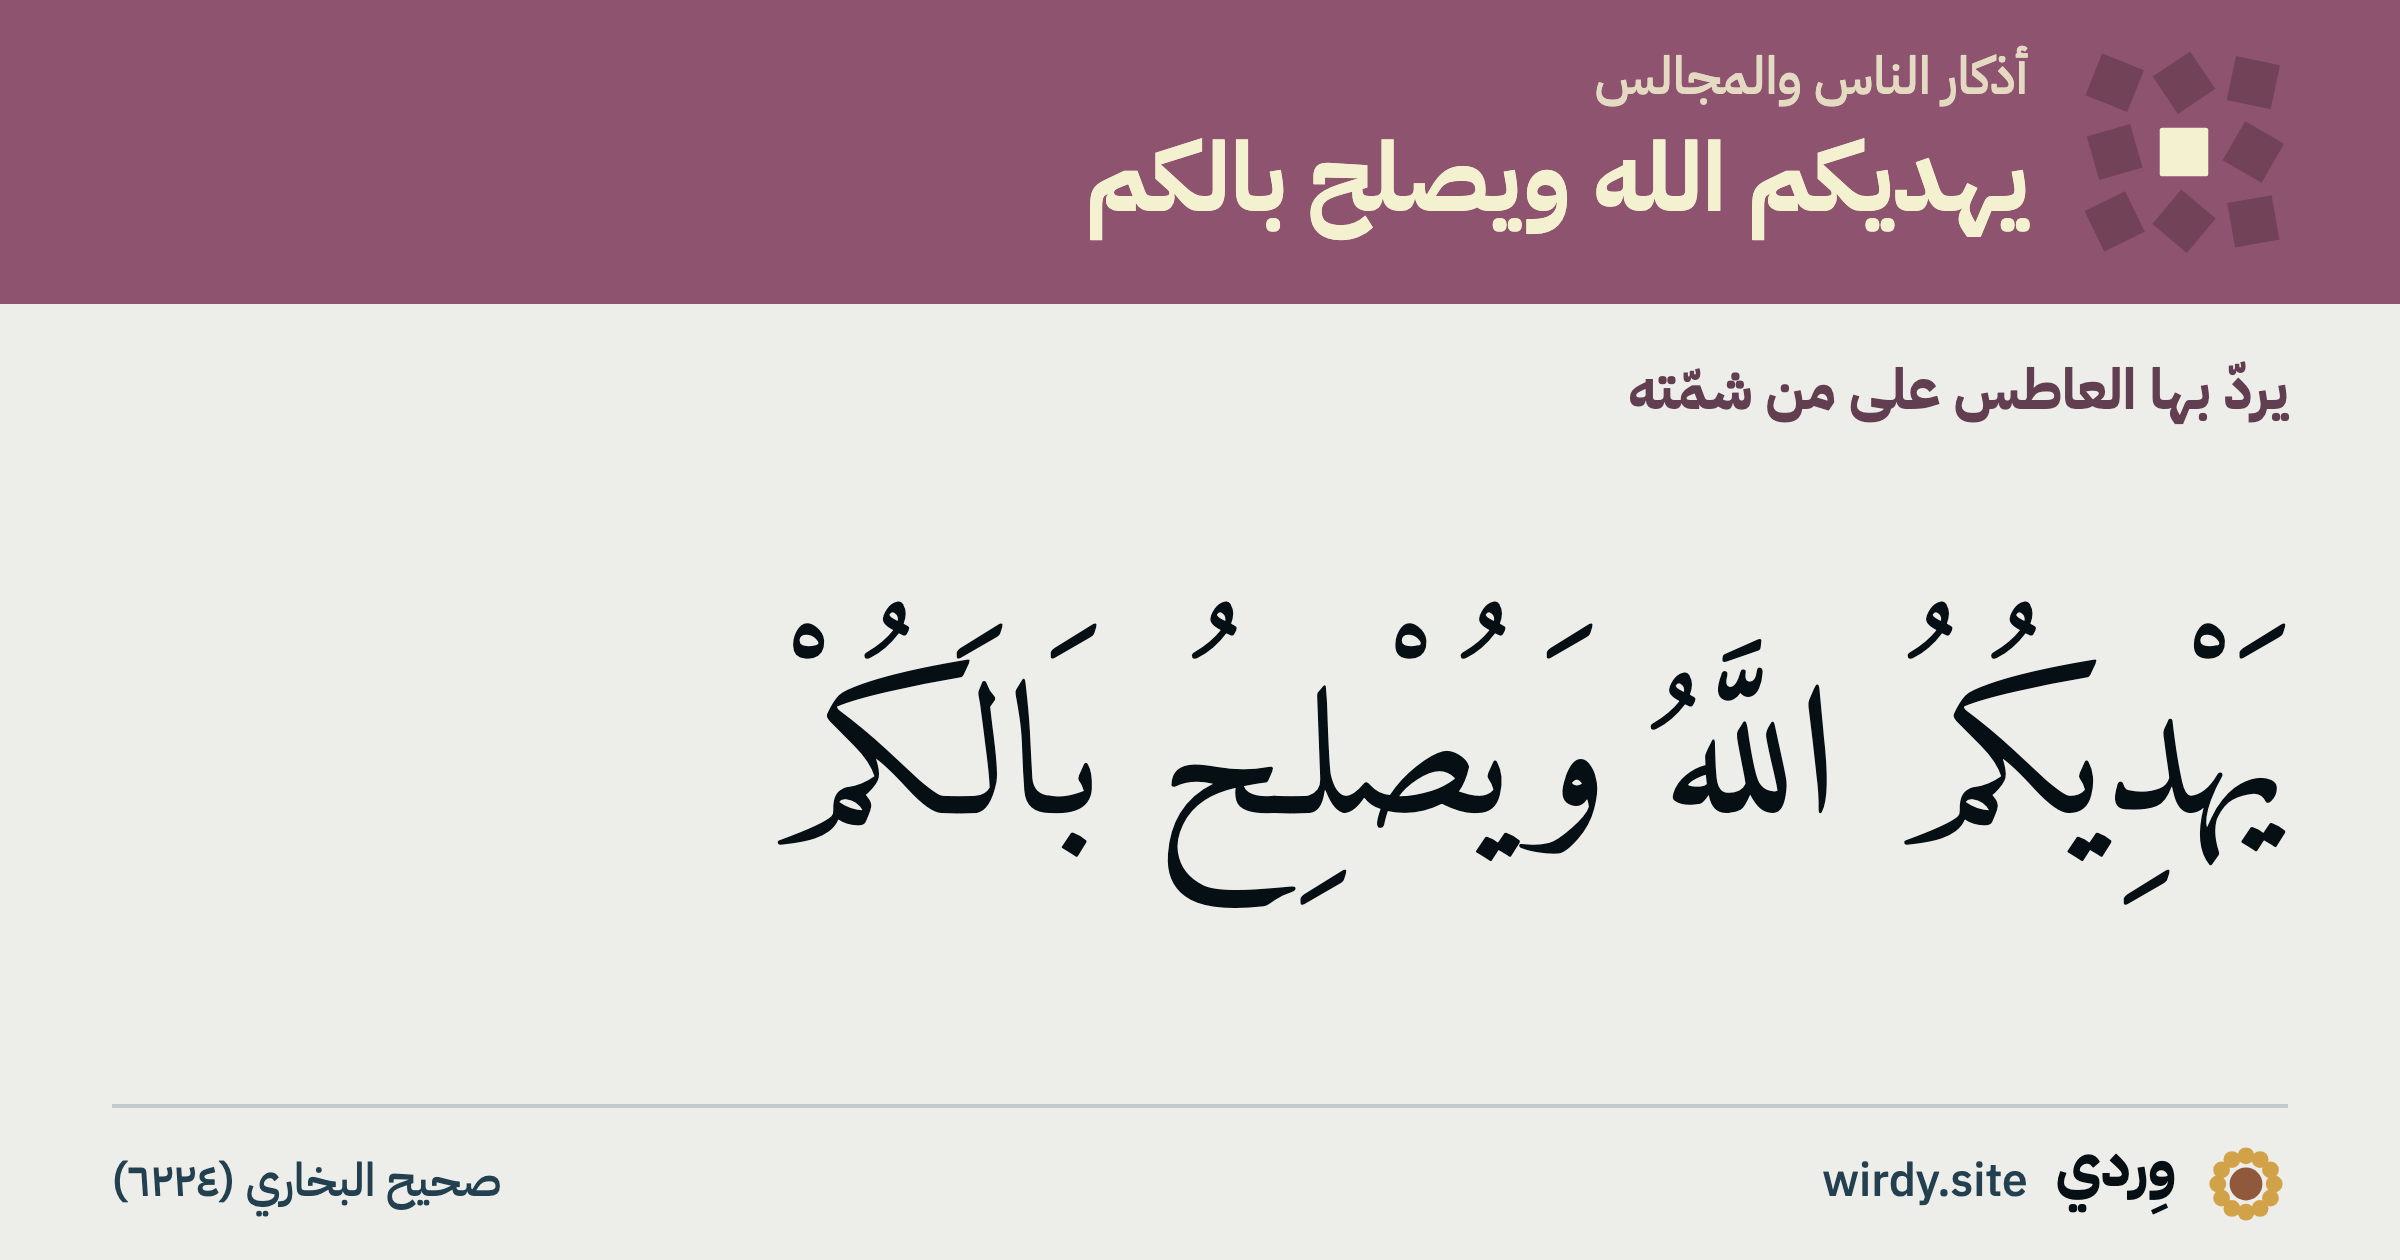 أذكار الناس والمجالس
يهديكم الله ويصلح بالكم
يردّ بها العاطس على من شمّته
يَهْدِيكُمُ اللَّهُ وَيُصْلِحُ بَالَكُمْ
وِردي wirdy.site
صحيح البخاري (٦٢٢٤)